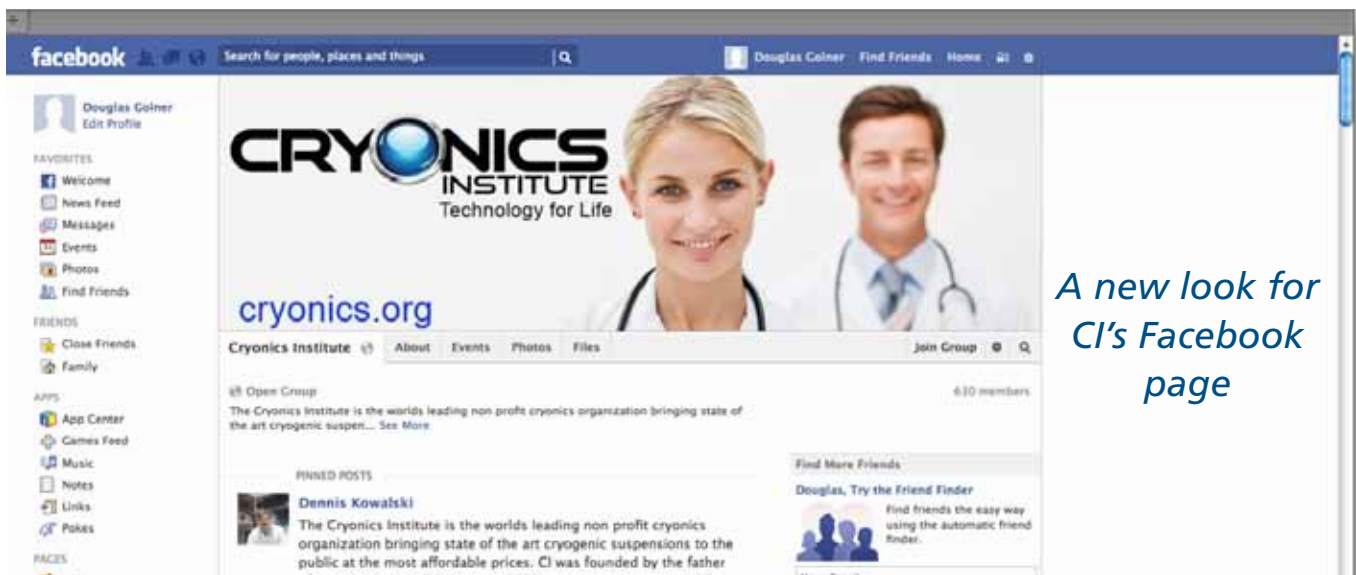 facebook
Search for people, places and things
Douglas Golner Find Friends Home
Douglas Golner
Edit Profile
FAVORITES
Welcome
News Feed
Messages
Events
Photos
Find Friends
FRIENDS
Close Friends
Family
APPS
App Center
Games Feed
Music
Notes
Links
Pokes
PAGES
CRYONICS
INSTITUTE
Technology for Life
cryonics.org
Cryonics Institute About Events Photos Files Join Group
Open Group 630 members
The Cryonics Institute is the worlds leading non profit cryonics organization bringing state of
the art cryogenic suspen... See More
PINNED POSTS
Dennis Kowalski
The Cryonics Institute is the worlds leading non profit cryonics
organization bringing state of the art cryogenic suspensions to the
public at the most affordable prices. CI was founded by the father
Find More Friends
Douglas, Try the Friend Finder
Find friends the easy way
using the automatic friend
finder.
A new look for
CI's Facebook
page